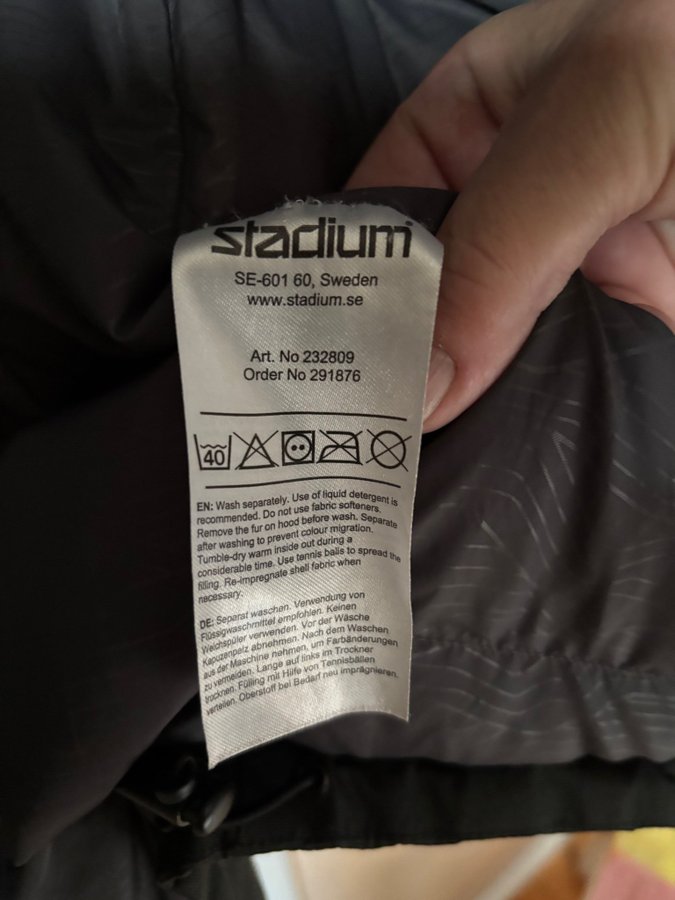 stadium
SE-601 60, Sweden
www.stadium.se
Art. No 232809
Order No 291876
40
EN: Wash separately. Use of liquid detergent is
recommended. Do not use fabric softeners.
Remove the fur on hood before wash. Separate
after washing to prevent colour migration.
Tumble-dry warm inside out during a
considerable time. Use tennis balls to spread the
filling. Re-impregnate shell fabric when
necessary.
DE: Separat waschen. Verwendung von
Flüssigwaschmittel empfohlen. Keinen
Weichspüler verwenden. Vor der Wäsche
Kapuzenpelz abnehmen. Nach dem Waschen
aus der Maschine nehmen, um Farbänderungen
zu vermeiden. Lange auf links im Trockner
trocknen. Fülling mit Hilfe von Tennisbällen
verteilen. Oberstoff bei Bedarf neu imprägnieren.